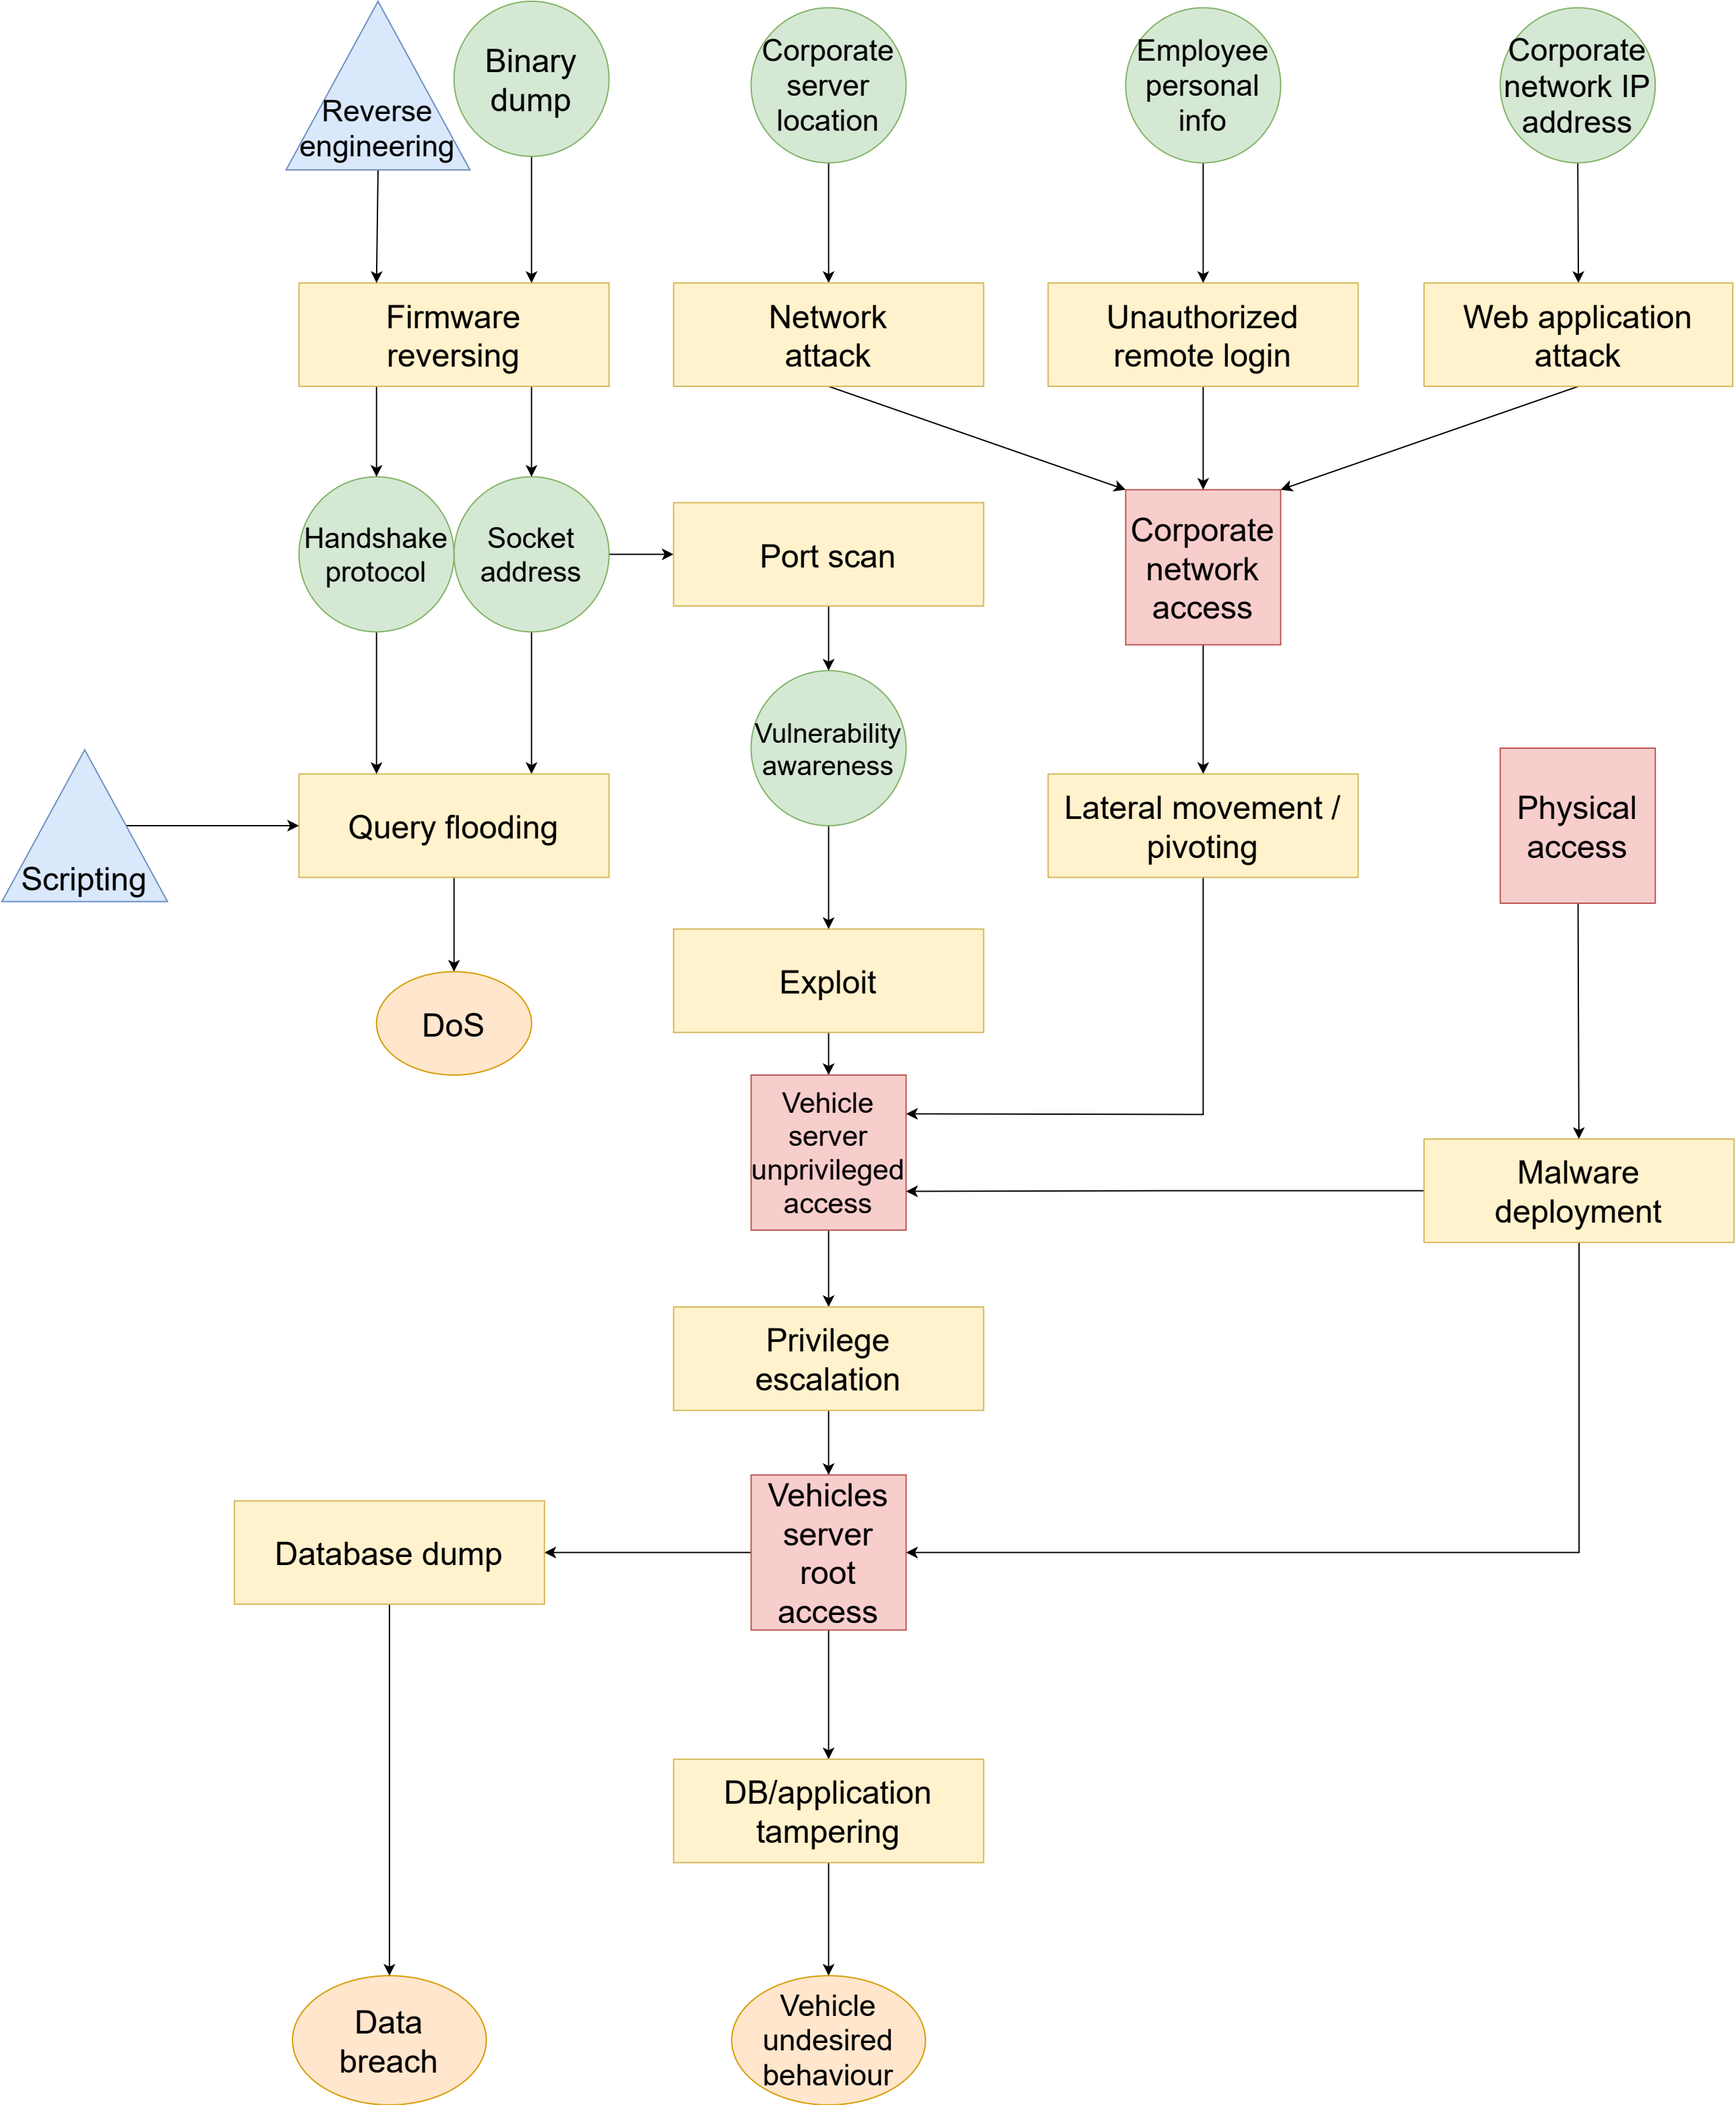 Reverse
engineering
Binary
dump
Corporate
server
location
Employee
personal
info
Corporate
network IP
address
Firmware
reversing
Network
attack
Unauthorized
remote login
Web application
attack
Handshake
protocol
Socket
address
Port scan
Corporate
network
access
Vulnerability
awareness
Scripting
Query flooding
Lateral movement /
pivoting
Physical
access
Exploit
DoS
Vehicle
server
unprivileged
access
Malware
deployment
Privilege
escalation
Database dump
Vehicles
server
root
access
DB/application
tampering
Data
breach
Vehicle
undesired
behaviour